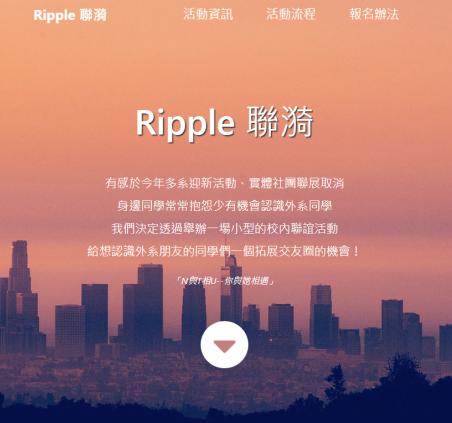 Ripple 聯漪
活動資訊 活動流程 報名辦法
Ripple 聯漪
有感於今年多系迎新活動、實體社團聯展取消
身邊同學常常抱怨少有機會認識外系同學
我們決定透過舉辦一場小型的校內聯誼活動
給想認識外系朋友的同學們一個拓展交友圈的機會！
「N與T相U--你與她相遇」